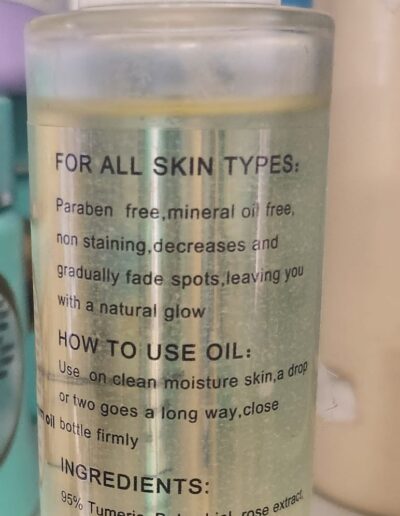 FOR ALL SKIN TYPES:
Paraben free,mineral oil free,
non staining,decreases and
gradually fade spots,leaving you
with a natural glow
HOW TO USE OIL:
Use on clean moisture skin,a drop
or two goes a long way,close
oil bottle firmly
INGREDIENTS:
95% Tumeric, rose extract,